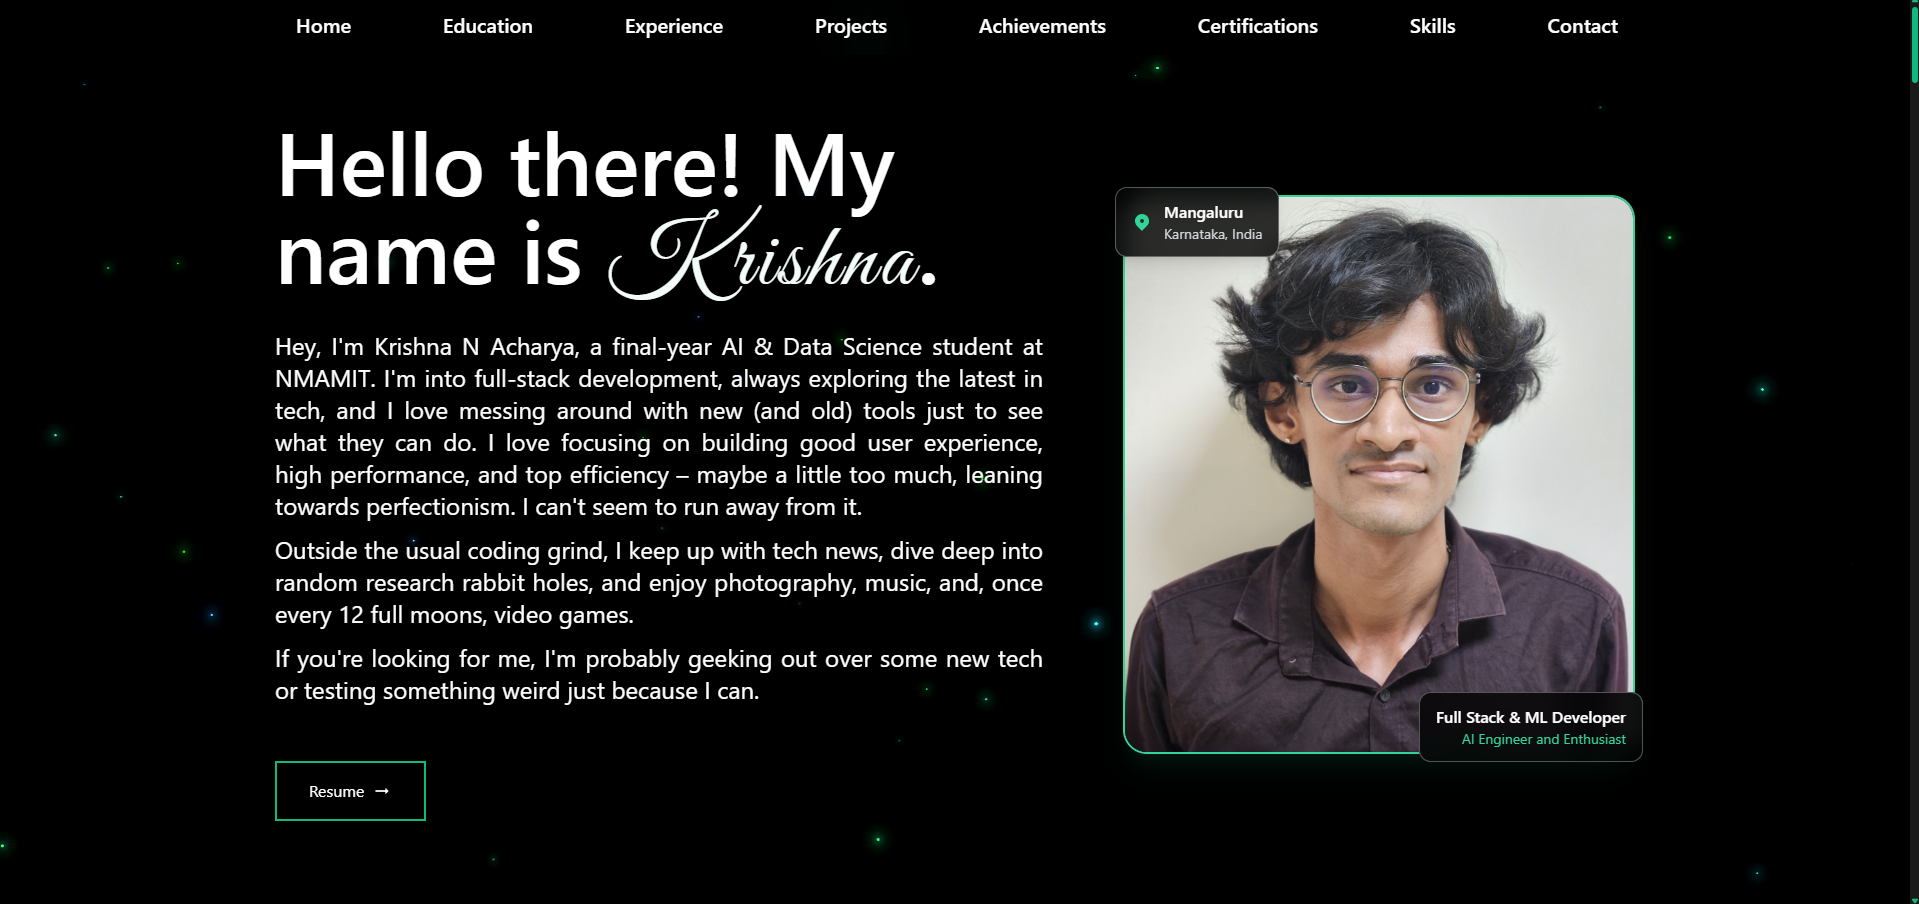 Home Education Experience Projects Achievements Certifications Skills Contact
Hello there! My
name is Krishna.
Hey, I'm Krishna N Acharya, a final-year AI & Data Science student at
NMAMIT. I'm into full-stack development, always exploring the latest in
tech, and I love messing around with new (and old) tools just to see
what they can do. I love focusing on building good user experience,
high performance, and top efficiency – maybe a little too much, leaning
towards perfectionism. I can't seem to run away from it.
Outside the usual coding grind, I keep up with tech news, dive deep into
random research rabbit holes, and enjoy photography, music, and, once
every 12 full moons, video games.
If you're looking for me, I'm probably geeking out over some new tech
or testing something weird just because I can.
Resume →
Mangaluru
Karnataka, India
Full Stack & ML Developer
AI Engineer and Enthusiast